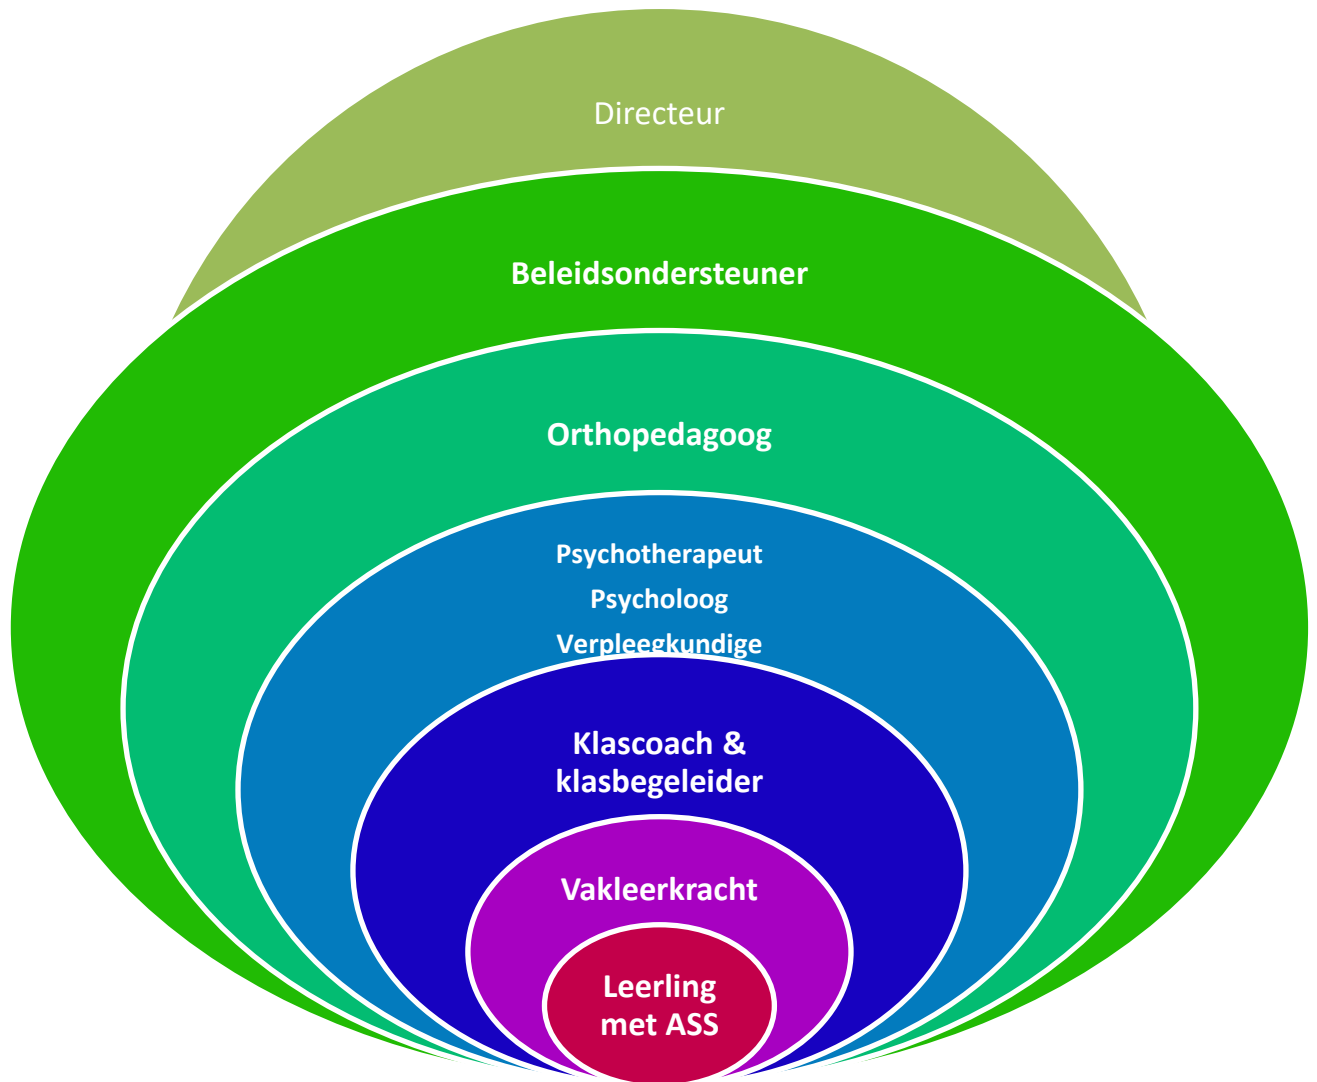 Directeur
Beleidsondersteuner
Orthopedagoog
Psychotherapeut
Psycholoog
Verpleegkundige
Klascoach &
klasbegeleider
Vakleerkracht
Leerling
met ASS